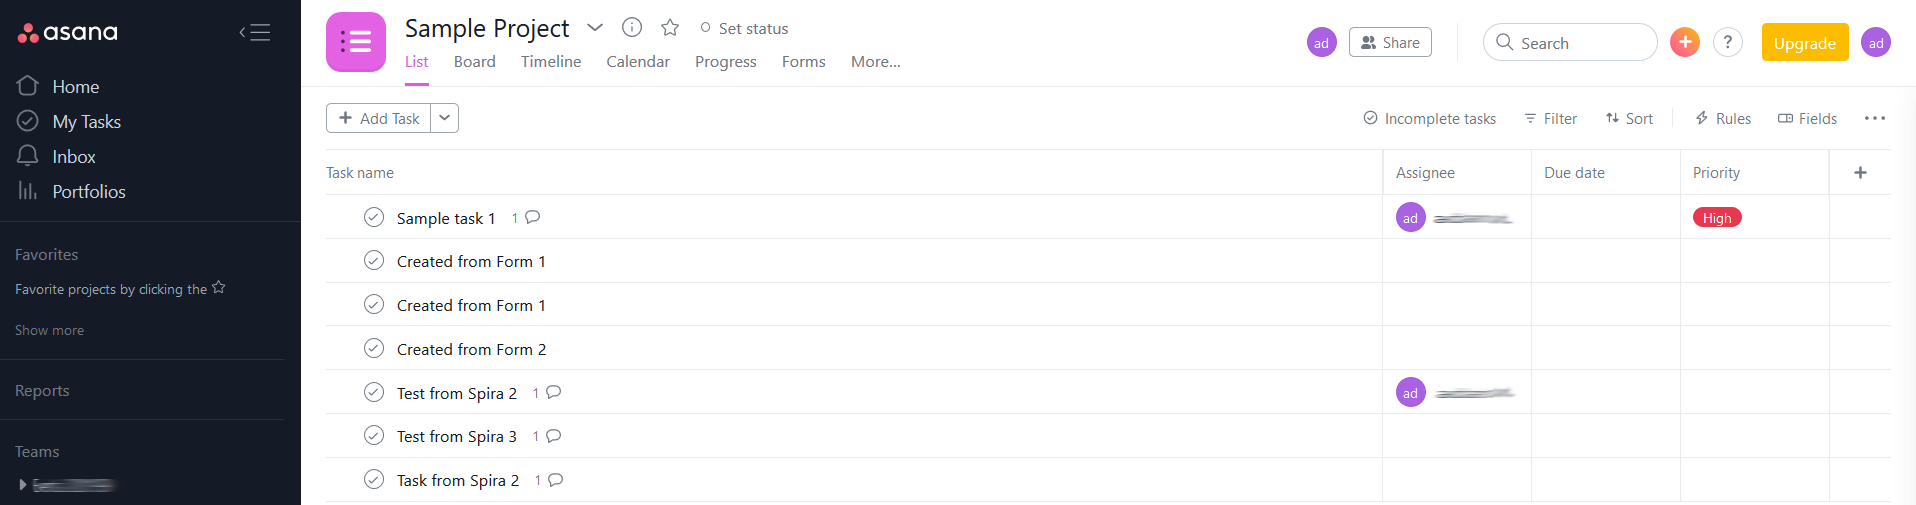 asana
Home
My Tasks
Inbox
Portfolios
Favorites
Favorite projects by clicking the
Show more
Reports
Teams
Sample Project
Set status
List Board Timeline Calendar Progress Forms More...
ad Share Search + ? Upgrade ad
+ Add Task
Incomplete tasks Filter Sort Rules Fields
Task name Assignee Due date Priority +
Sample task 1 1 ad High
Created from Form 1
Created from Form 1
Created from Form 2
Test from Spira 2 1 ad
Test from Spira 3 1
Task from Spira 2 1